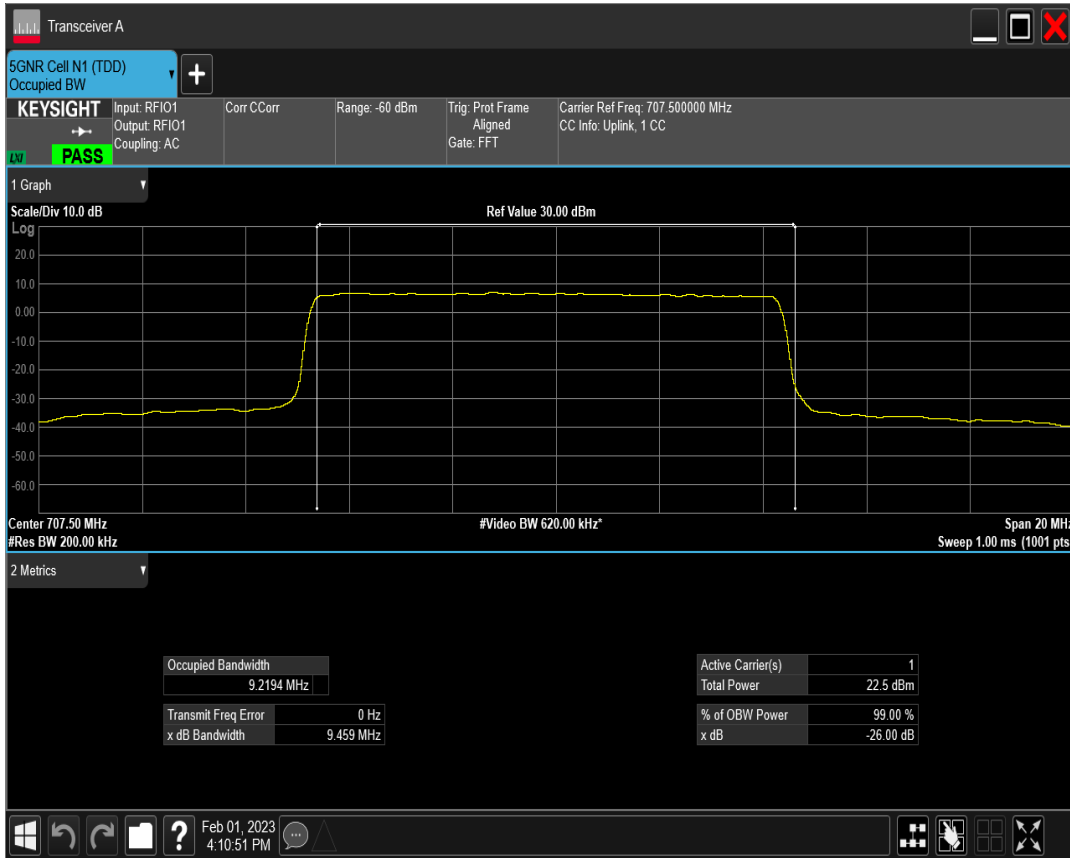 Transceiver A
5GNR Cell N1 (TDD)
Occupied BW
KEYSIGHT
LXI
PASS
Input: RFIO1
Output: RFIO1
Coupling: AC
Corr CCorr
Range: -60 dBm
Trig: Prot Frame
Aligned
Gate: FFT
Carrier Ref Freq: 707.500000 MHz
CC Info: Uplink, 1 CC
1 Graph
Scale/Div 10.0 dB
Ref Value 30.00 dBm
Log
20.0
10.0
0.00
-10.0
-20.0
-30.0
-40.0
-50.0
-60.0
Center 707.50 MHz
#Video BW 620.00 kHz*
Span 20 MHz
#Res BW 200.00 kHz
Sweep 1.00 ms (1001 pts
2 Metrics
Occupied Bandwidth
9.2194 MHz
Transmit Freq Error 0 Hz
x dB Bandwidth 9.459 MHz
Active Carrier(s) 1
Total Power 22.5 dBm
% of OBW Power 99.00 %
x dB -26.00 dB
?
Feb 01, 2023
4:10:51 PM